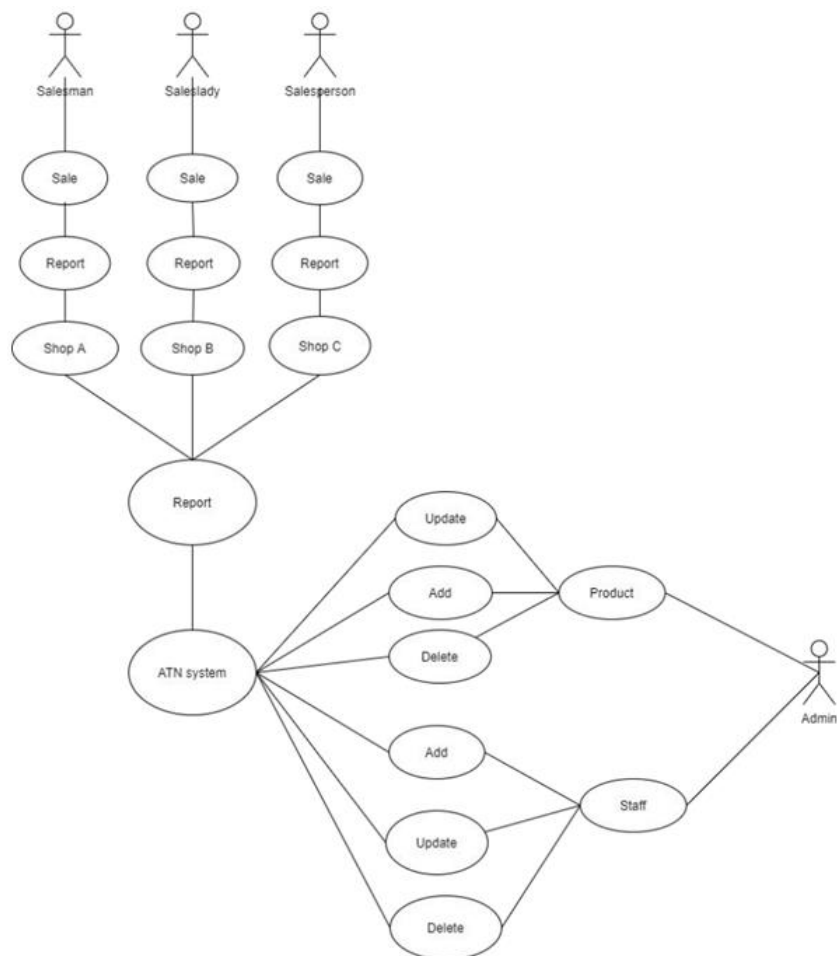 Salesman
Saleslady
Salesperson
Sale
Sale
Sale
Report
Report
Report
Shop A
Shop B
Shop C
Report
Update
Add
Product
Delete
ATN system
Admin
Add
Staff
Update
Delete